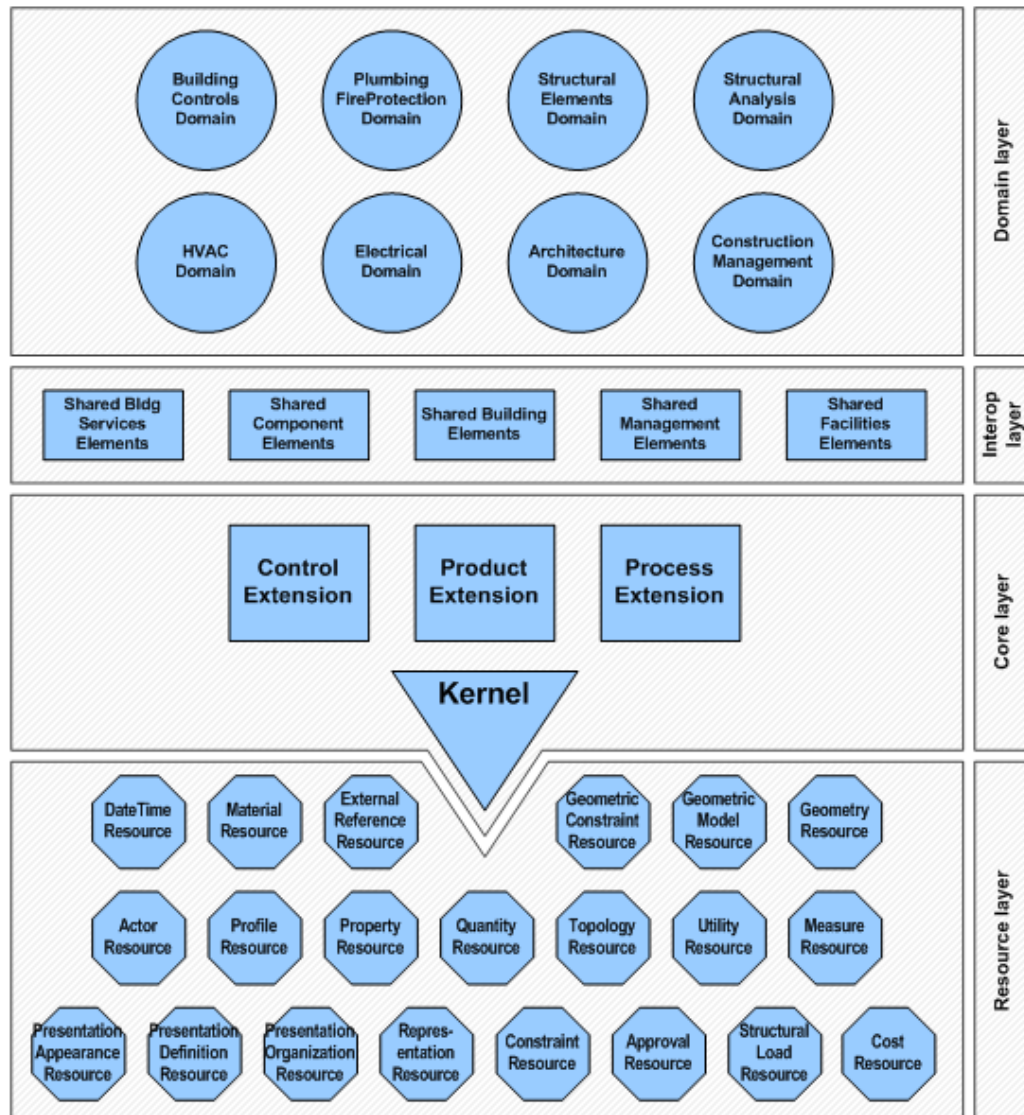 Building
Controls
Domain
Plumbing
FireProtection
Domain
Structural
Elements
Domain
Structural
Analysis
Domain
HVAC
Domain
Electrical
Domain
Architecture
Domain
Construction
Management
Domain
Domain layer
Shared Bldg
Services
Elements
Shared
Component
Elements
Shared Building
Elements
Shared
Management
Elements
Shared
Facilities
Elements
Interop
layer
Control
Extension
Product
Extension
Process
Extension
Kernel
Core layer
DateTime
Resource
Material
Resource
External
Reference
Resource
Geometric
Constraint
Resource
Geometric
Model
Resource
Geometry
Resource
Actor
Resource
Profile
Resource
Property
Resource
Quantity
Resource
Topology
Resource
Utility
Resource
Measure
Resource
Presentation
Appearance
Resource
Presentation
Definition
Resource
Presentation
Organization
Resource
Repres-
entation
Resource
Constraint
Resource
Approval
Resource
Structural
Load
Resource
Cost
Resource
Resource layer